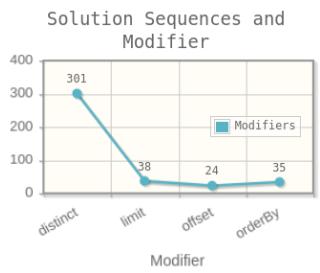 Solution Sequences and
Modifier
400
300
200
100
0
301
38
24
35
Modifiers
distinct
limit
offset
orderBy
Modifier